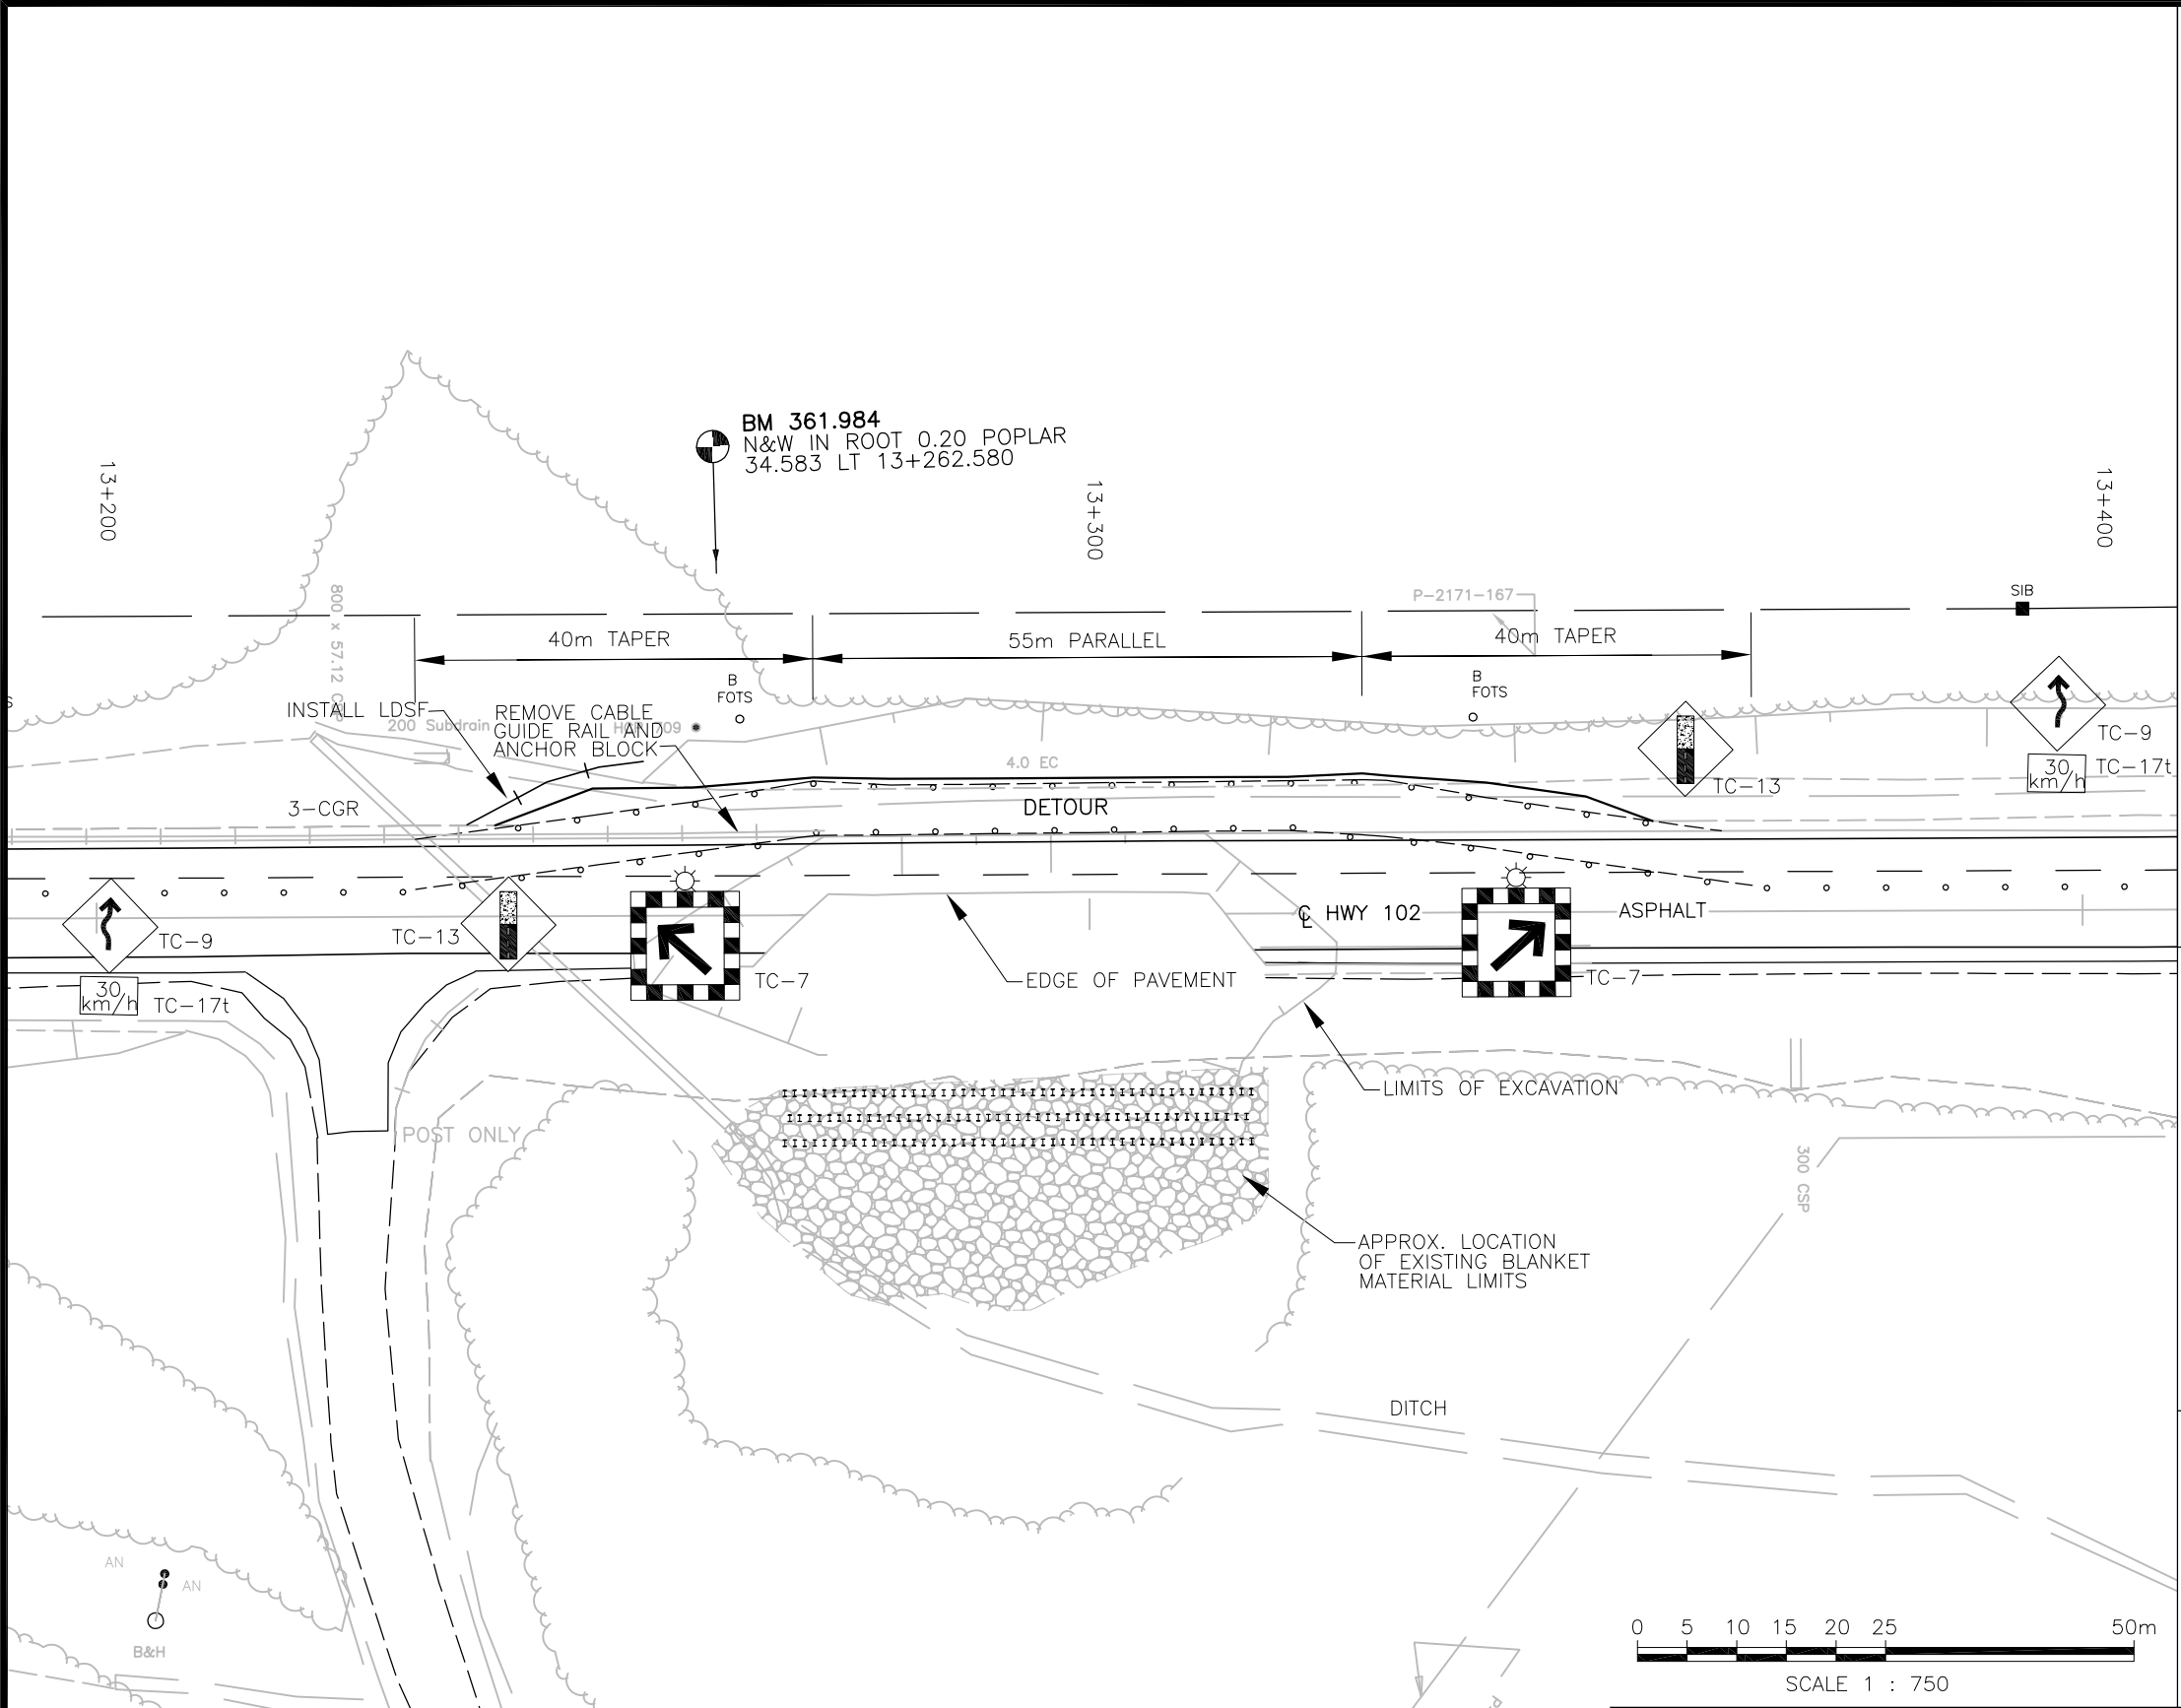 BM 361.984
N&W IN ROOT 0.20 POPLAR
34.583 LT 13+262.580
13+200
13+300
13+400
P-2171-167
SIB
40m TAPER
55m PARALLEL
40m TAPER
800 x 57.12
B
FOTS
B
FOTS
INSTALL LDSF
200 Subdrain
REMOVE CABLE
GUIDE RAIL AND
ANCHOR BLOCK
4.0 EC
TC-9
30
km/h
TC-17t
TC-13
3-CGR
DETOUR
TC-9
TC-13
℄ HWY 102
ASPHALT
30
km/h
TC-17t
TC-7
EDGE OF PAVEMENT
TC-7
LIMITS OF EXCAVATION
POST ONLY
300 CSP
APPROX. LOCATION
OF EXISTING BLANKET
MATERIAL LIMITS
DITCH
AN
AN
B&H
0 5 10 15 20 25 50m
SCALE 1 : 750